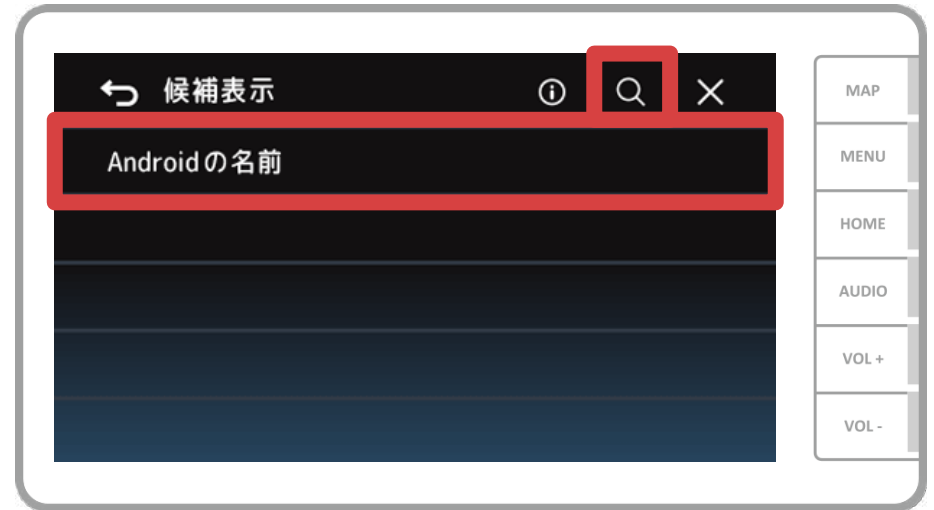 候補表示
Androidの名前
MAP
MENU
HOME
AUDIO
VOL +
VOL -